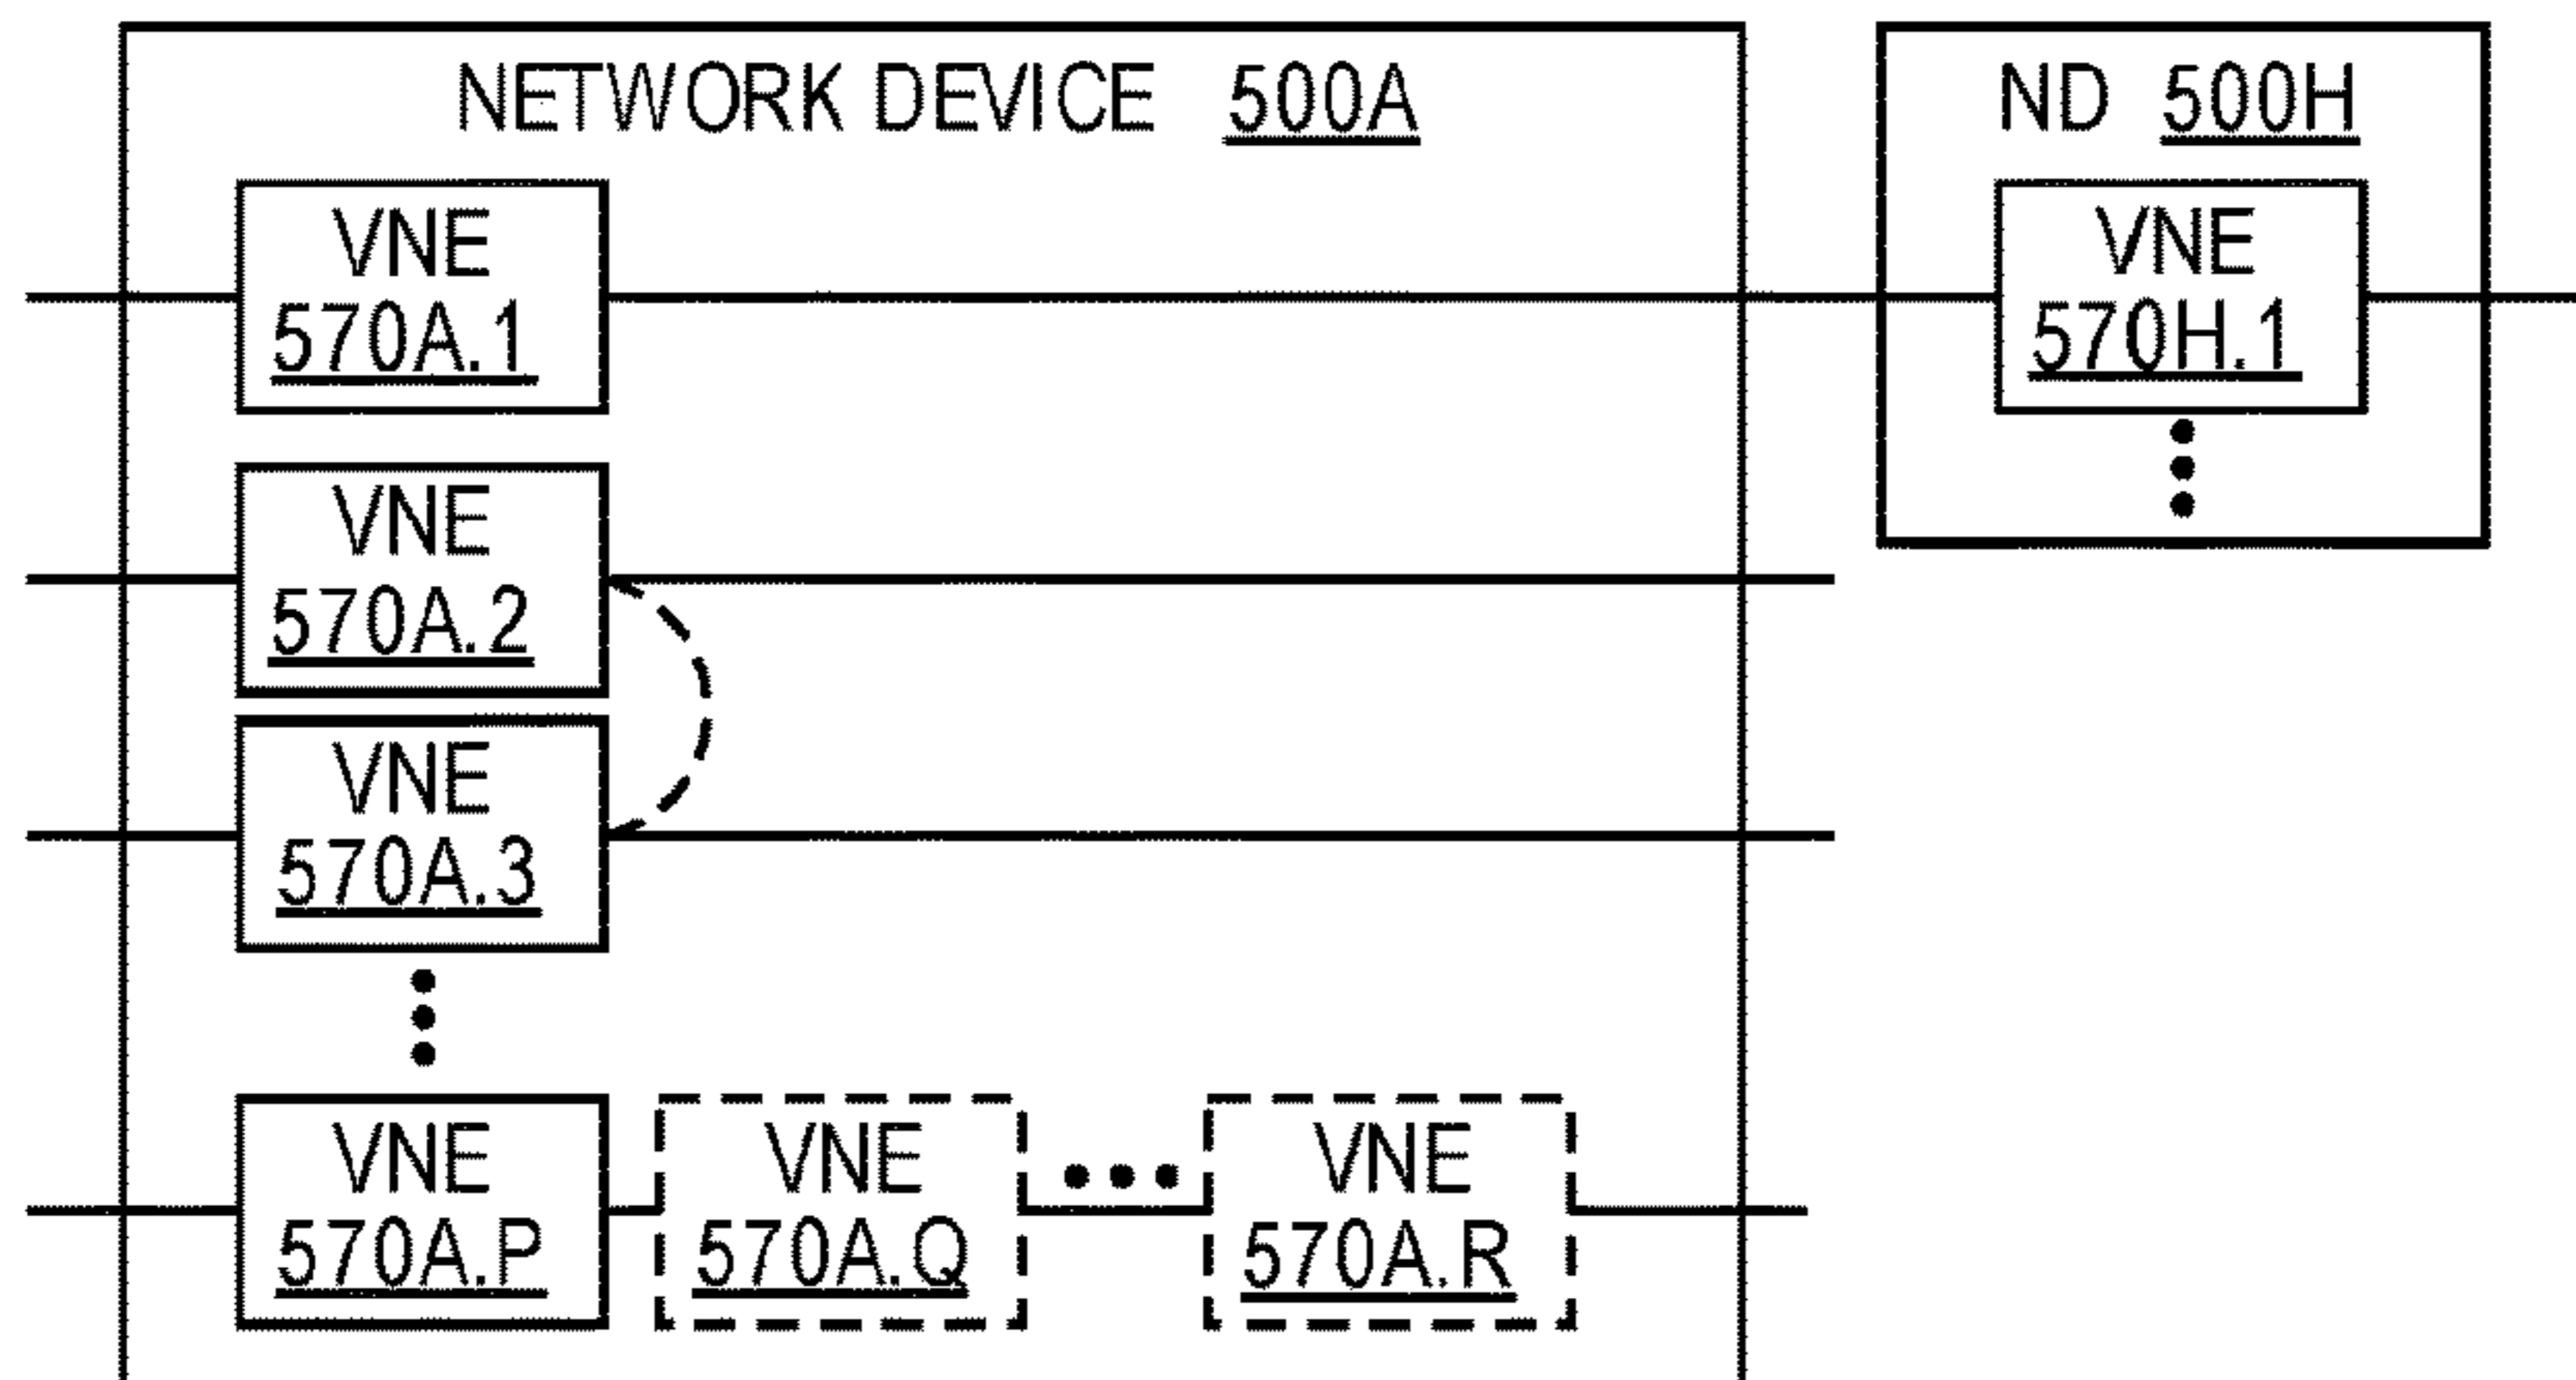 NETWORK DEVICE 500A
ND 500H
VNE
570A.1
VNE
570H.1
VNE
570A.2
VNE
570A.3
VNE
570A.P
VNE
570A.Q
VNE
570A.R